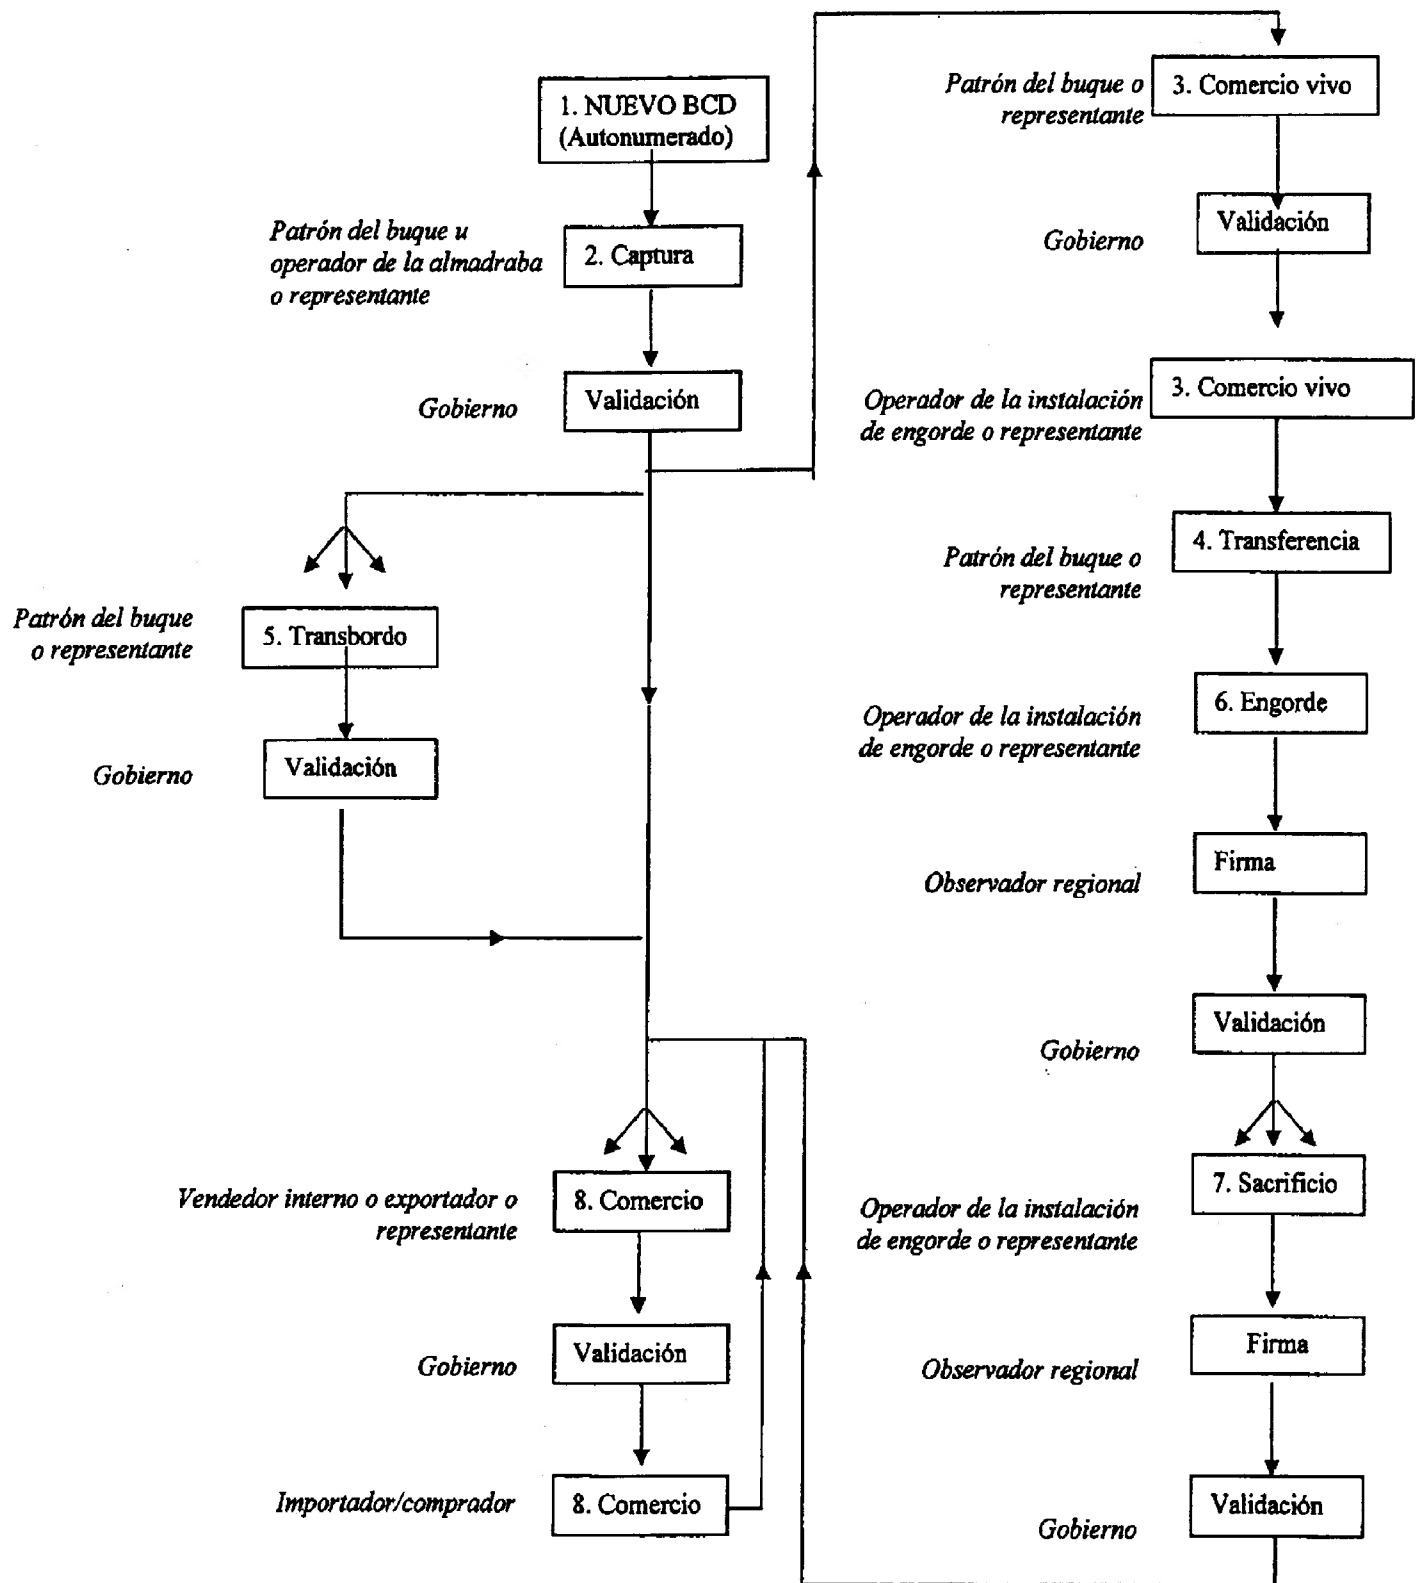 1. NUEVO BCD
(Autonumerado)
Patrón del buque u
operador de la almadraba
o representante
2. Captura
Gobierno
Validación
Patrón del buque
o representante
5. Transbordo
Gobierno
Validación
Vendedor interno o exportador o
representante
8. Comercio
Gobierno
Validación
Importador/comprador
8. Comercio
Patrón del buque o
representante
3. Comercio vivo
Gobierno
Validación
Operador de la instalación
de engorde o representante
3. Comercio vivo
Patrón del buque o
representante
4. Transferencia
Operador de la instalación
de engorde o representante
6. Engorde
Observador regional
Firma
Gobierno
Validación
Operador de la instalación
de engorde o representante
7. Sacrificio
Observador regional
Firma
Gobierno
Validación